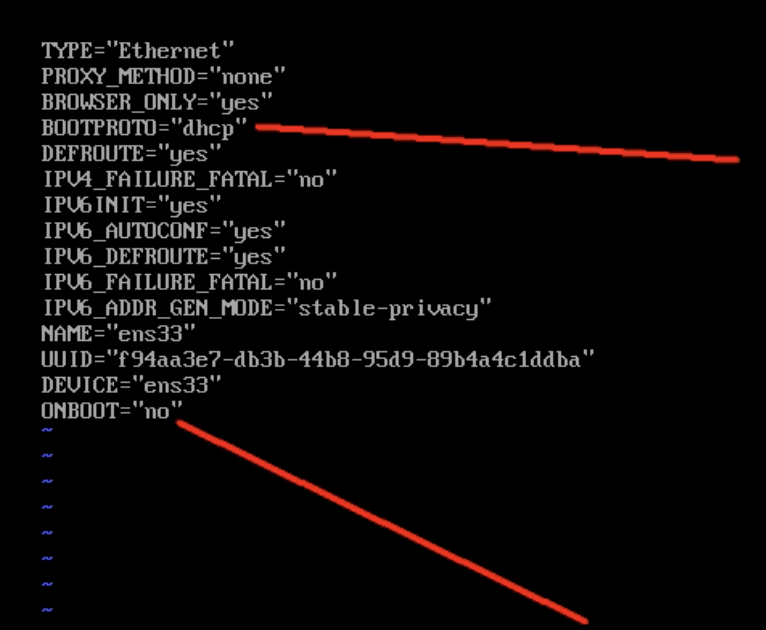 TYPE="Ethernet"
PROXY_METHOD="none"
BROWSER_ONLY="yes"
BOOTPROTO="dhcp"
DEFROUTE="yes"
IPV4_FAILURE_FATAL="no"
IPV6INIT="yes"
IPV6_AUTOCONF="yes"
IPV6_DEFROUTE="yes"
IPV6_FAILURE_FATAL="no"
IPV6_ADDR_GEN_MODE="stable-privacy"
NAME="ens33"
UUID="f94aa3e7-db3b-44b8-95d9-89b4a4c1ddba"
DEVICE="ens33"
ONBOOT="no"
~
~
~
~
~
~
~
~